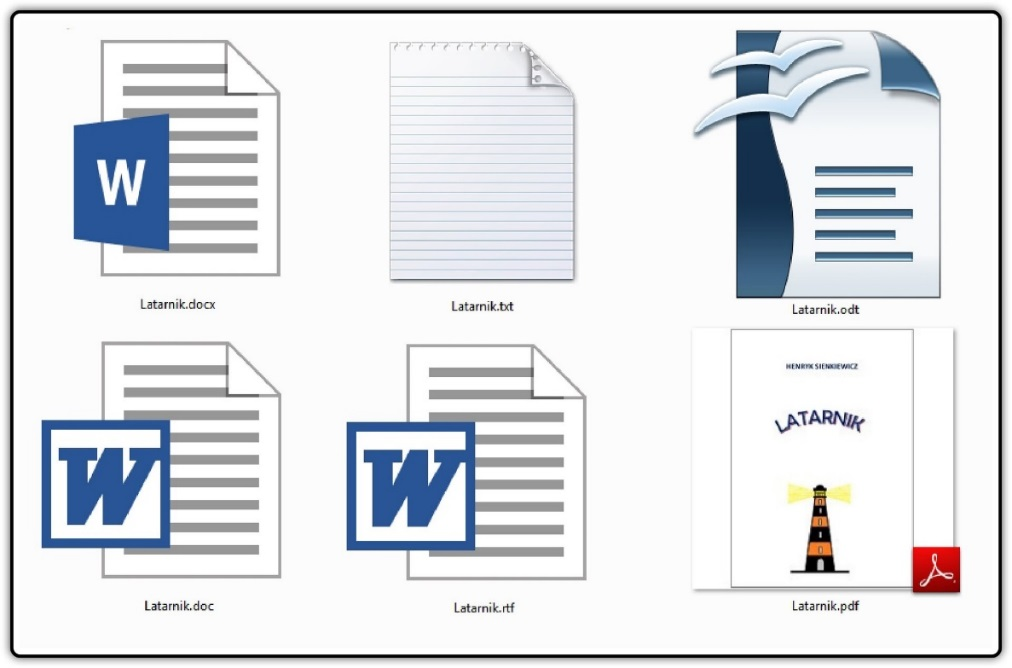 W
Latarnik.docx
Latarnik.txt
Latarnik.odt
W
Latarnik.doc
W
Latarnik.rtf
HENRYK SIENKIEWICZ
LATARNIK
Latarnik.pdf